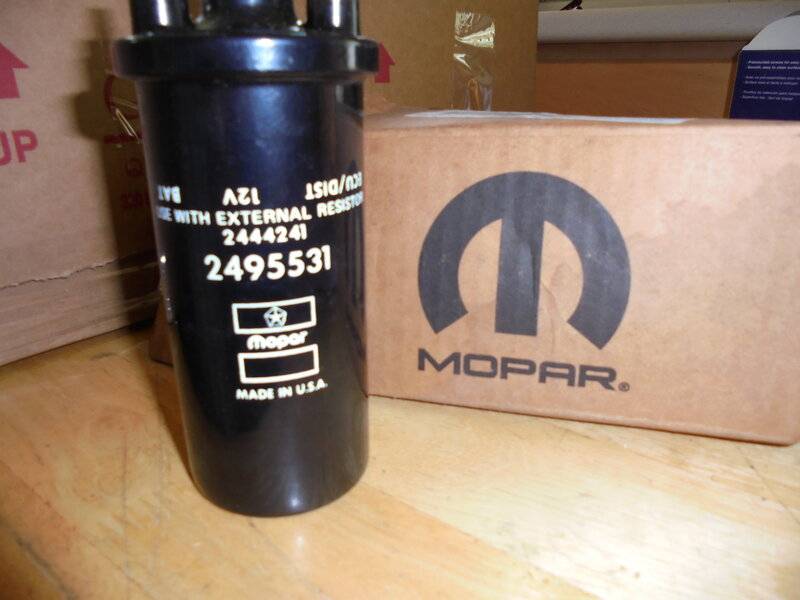 BAT 12V ECU/DIST
USE WITH EXTERNAL RESISTOR
2444241
2495531
mopar
MADE IN U.S.A.
MOPAR®
UP